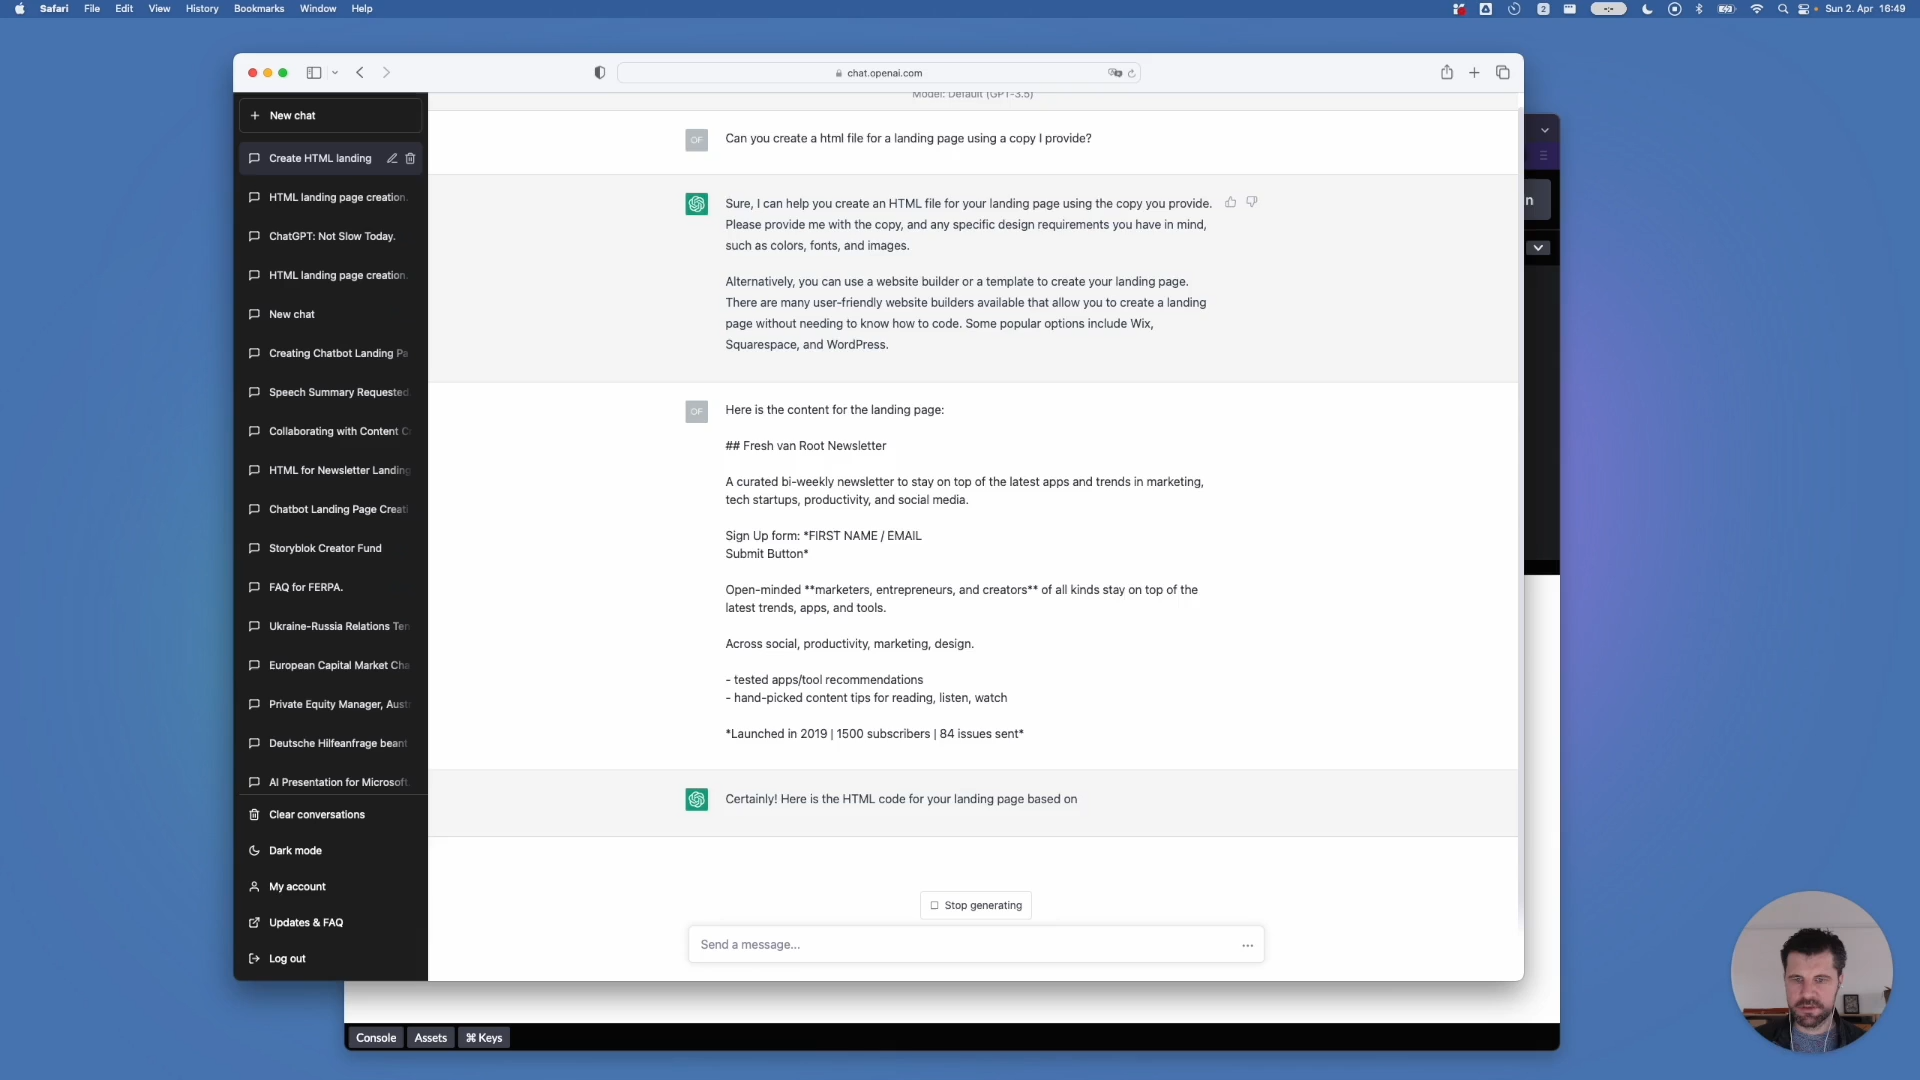 Safari File Edit View History Bookmarks Window Help
2
Sun 2. Apr 16:49
chat.openai.com
Model: Default (GPT-3.5)
New chat
Create HTML landing
HTML landing page creation.
ChatGPT: Not Slow Today.
HTML landing page creation.
New chat
Creating Chatbot Landing Pa
Speech Summary Requested.
Collaborating with Content C
HTML for Newsletter Landing
Chatbot Landing Page Creati
Storyblok Creator Fund
FAQ for FERPA.
Ukraine-Russia Relations Ten
European Capital Market Cha
Private Equity Manager, Aust
Deutsche Hilfeanfrage beant
AI Presentation for Microsoft.
Clear conversations
Dark mode
My account
Updates & FAQ
Log out
OF
Can you create a html file for a landing page using a copy I provide?
Sure, I can help you create an HTML file for your landing page using the copy you provide.
Please provide me with the copy, and any specific design requirements you have in mind,
such as colors, fonts, and images.
Alternatively, you can use a website builder or a template to create your landing page.
There are many user-friendly website builders available that allow you to create a landing
page without needing to know how to code. Some popular options include Wix,
Squarespace, and WordPress.
OF
Here is the content for the landing page:
## Fresh van Root Newsletter
A curated bi-weekly newsletter to stay on top of the latest apps and trends in marketing,
tech startups, productivity, and social media.
Sign Up form: *FIRST NAME / EMAIL
Submit Button*
Open-minded **marketers, entrepreneurs, and creators** of all kinds stay on top of the
latest trends, apps, and tools.
Across social, productivity, marketing, design.
- tested apps/tool recommendations
- hand-picked content tips for reading, listen, watch
*Launched in 2019 | 1500 subscribers | 84 issues sent*
Certainly! Here is the HTML code for your landing page based on
Stop generating
Send a message...
n
Console Assets ⌘ Keys